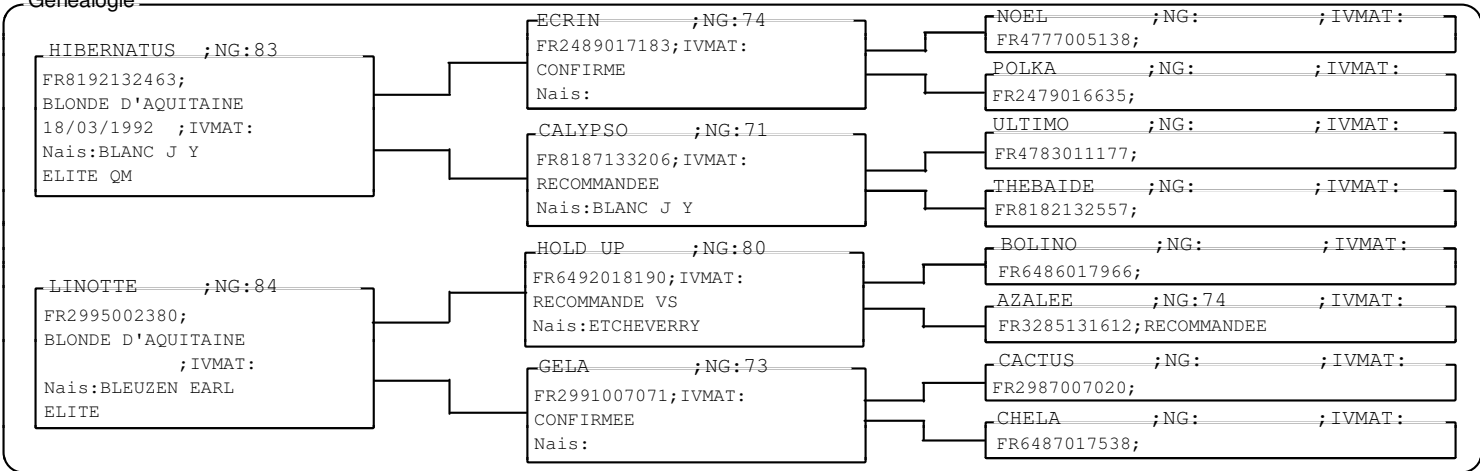 Généalogie
HIBERNATUS ;NG:83
FR8192132463;
BLONDE D'AQUITAINE
18/03/1992 ;IVMAT:
Nais:BLANC J Y
ELITE QM
LINOTTE ;NG:84
FR2995002380;
BLONDE D'AQUITAINE
;IVMAT:
Nais:BLEUZEN EARL
ELITE
ECRIN ;NG:74
FR2489017183;IVMAT:
CONFIRME
Nais:
CALYPSO ;NG:71
FR8187133206;IVMAT:
RECOMMANDEE
Nais:BLANC J Y
HOLD UP ;NG:80
FR6492018190;IVMAT:
RECOMMANDE VS
Nais:ETCHEVERRY
GELA ;NG:73
FR2991007071;IVMAT:
CONFIRMEE
Nais:
NOEL ;NG: ;IVMAT:
FR4777005138;
POLKA ;NG: ;IVMAT:
FR2479016635;
ULTIMO ;NG: ;IVMAT:
FR4783011177;
THEBAIDE ;NG: ;IVMAT:
FR8182132557;
BOLINO ;NG: ;IVMAT:
FR6486017966;
AZALEE ;NG:74 ;IVMAT:
FR3285131612;RECOMMANDEE
CACTUS ;NG: ;IVMAT:
FR2987007020;
CHELA ;NG: ;IVMAT:
FR6487017538;